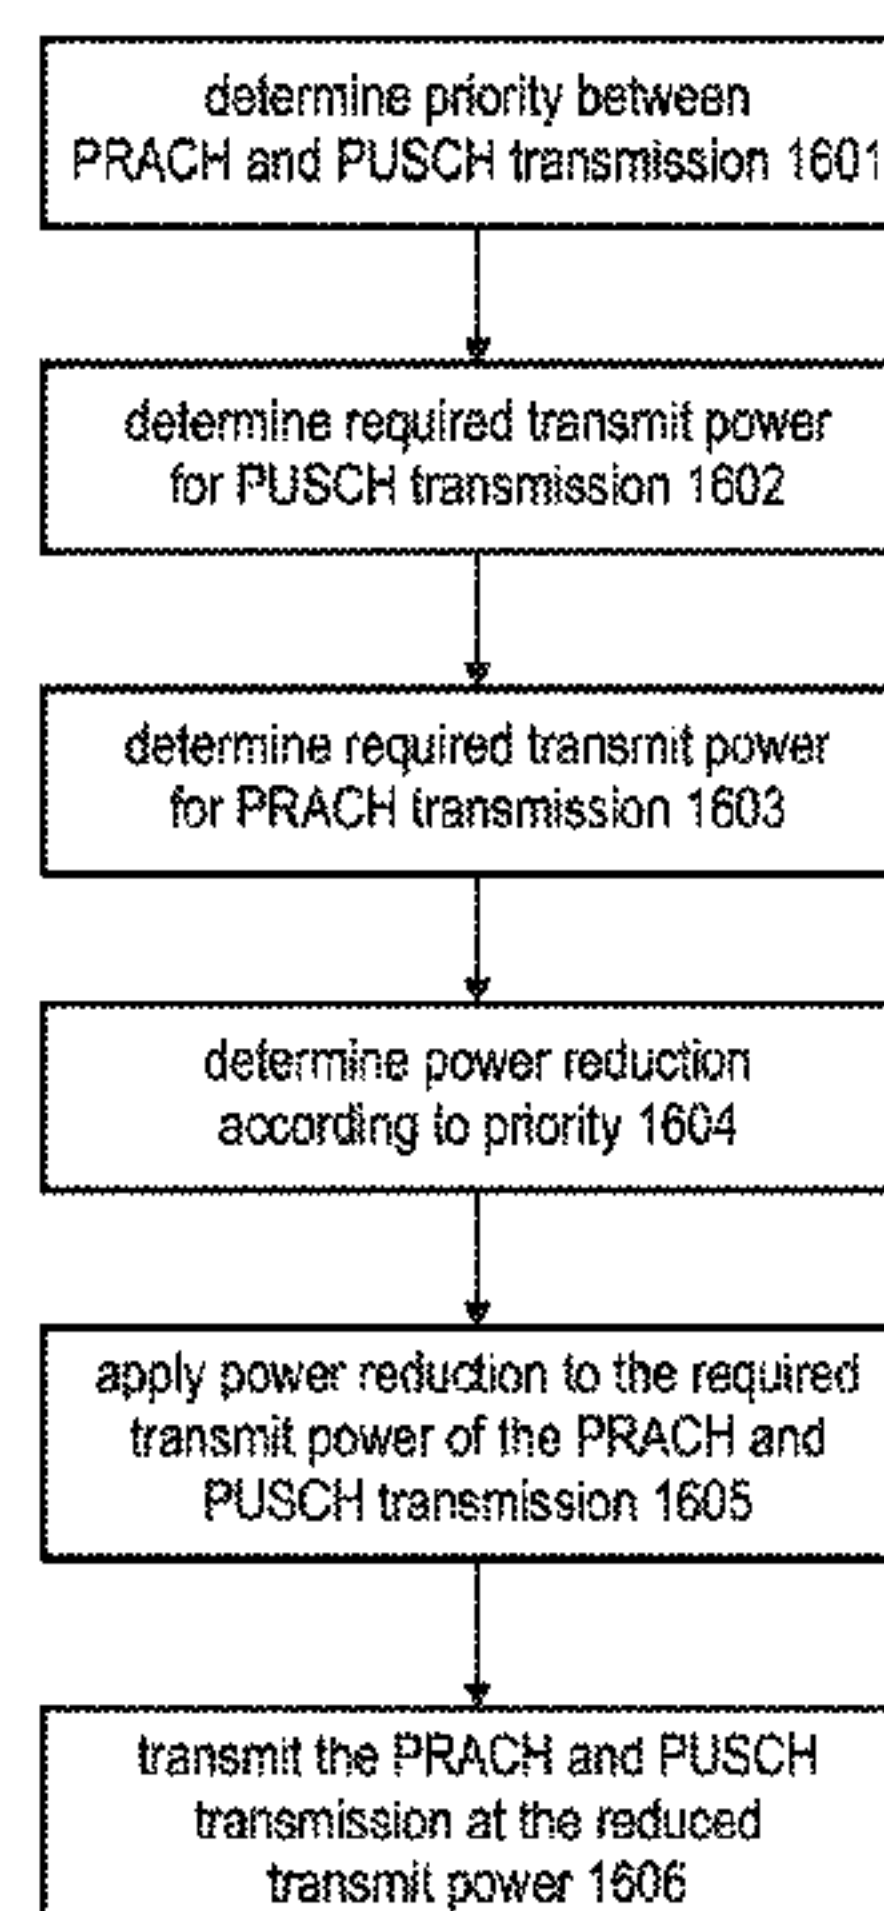 determine priority between
PRACH and PUSCH transmission 1601
determine required transmit power
for PUSCH transmission 1602
determine required transmit power
for PRACH transmission 1603
determine power reduction
according to priority 1604
apply power reduction to the required
transmit power of the PRACH and
PUSCH transmission 1605
transmit the PRACH and PUSCH
transmission at the reduced
transmit power 1606